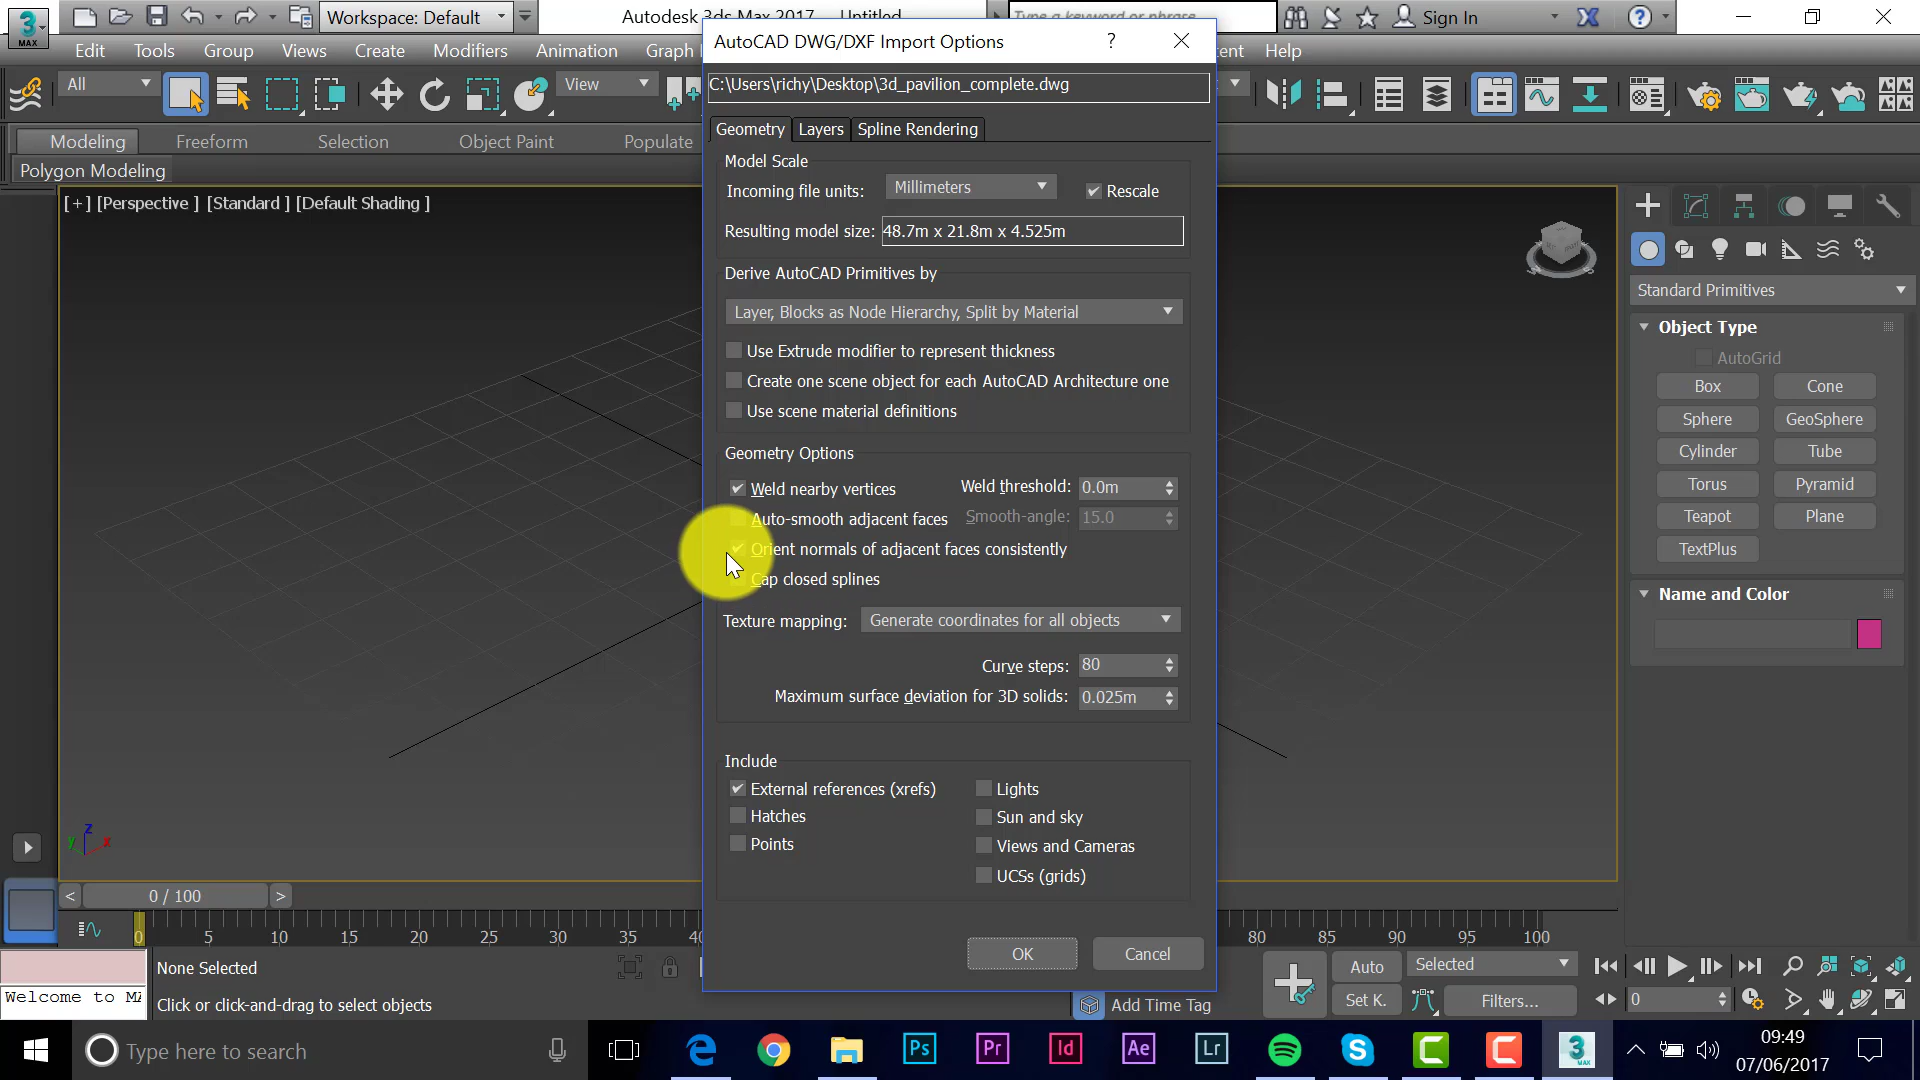 MAX
Workspace: Default
Autodesk 3ds Max 2017
Untitled
Type a keyword or phrase
Sign In
Edit
Tools
Group
Views
Create
Modifiers
Animation
Graph
Help
AutoCAD DWG/DXF Import Options
?
C:\Users\richy\Desktop\3d_pavilion_complete.dwg
All
View
Modeling
Freeform
Selection
Object Paint
Populate
Polygon Modeling
[+] [Perspective ] [Standard ] [Default Shading ]
Geometry
Layers
Spline Rendering
Model Scale
Incoming file units:
Millimeters
Rescale
Resulting model size:
48.7m x 21.8m x 4.525m
Derive AutoCAD Primitives by
Layer, Blocks as Node Hierarchy, Split by Material
Use Extrude modifier to represent thickness
Create one scene object for each AutoCAD Architecture one
Use scene material definitions
Geometry Options
Weld nearby vertices
Weld threshold:
0.0m
Auto-smooth adjacent faces
Smooth-angle:
15.0
Orient normals of adjacent faces consistently
Cap closed splines
Texture mapping:
Generate coordinates for all objects
Curve steps:
80
Maximum surface deviation for 3D solids:
0.025m
Include
External references (xrefs)
Hatches
Points
Lights
Sun and sky
Views and Cameras
UCSs (grids)
OK
Cancel
Standard Primitives
Object Type
AutoGrid
Box
Cone
Sphere
GeoSphere
Cylinder
Tube
Torus
Pyramid
Teapot
Plane
TextPlus
Name and Color
z
y
x
<
0 / 100
>
0
5
10
15
20
25
30
35
80
85
90
95
100
None Selected
Welcome to
Click or click-and-drag to select objects
Add Time Tag
Auto
Selected
Set K.
Filters...
0
Type here to search
Ps
Pr
Id
Ae
Lr
3
MAX
09:49
07/06/2017